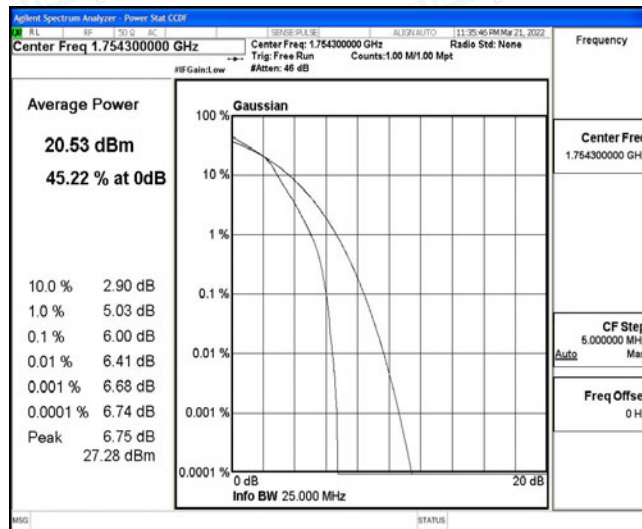 Agilent Spectrum Analyzer - Power Stat CCDF
RL RF 50 Ω AC SENSE:PULSE ALIGN AUTO 11:35:46 PM Mar 21, 2022
Center Freq 1.754300000 GHz
Center Freq: 1.754300000 GHz
Radio Std: None
Trig: Free Run
Counts:1.00 M/1.00 Mpt
#IFGain:Low
#Atten: 46 dB
Frequency
Average Power
20.53 dBm
45.22 % at 0dB
10.0 % 2.90 dB
1.0 % 5.03 dB
0.1 % 6.00 dB
0.01 % 6.41 dB
0.001 % 6.68 dB
0.0001 % 6.74 dB
Peak 6.75 dB
27.28 dBm
Gaussian
100 %
10 %
1 %
0.1 %
0.01 %
0.001 %
0.0001 %
0 dB
20 dB
Info BW 25.000 MHz
Center Freq
1.754300000 GH
CF Step
5.000000 MH
Auto Ma
Freq Offse
0 H
MSG
STATUS